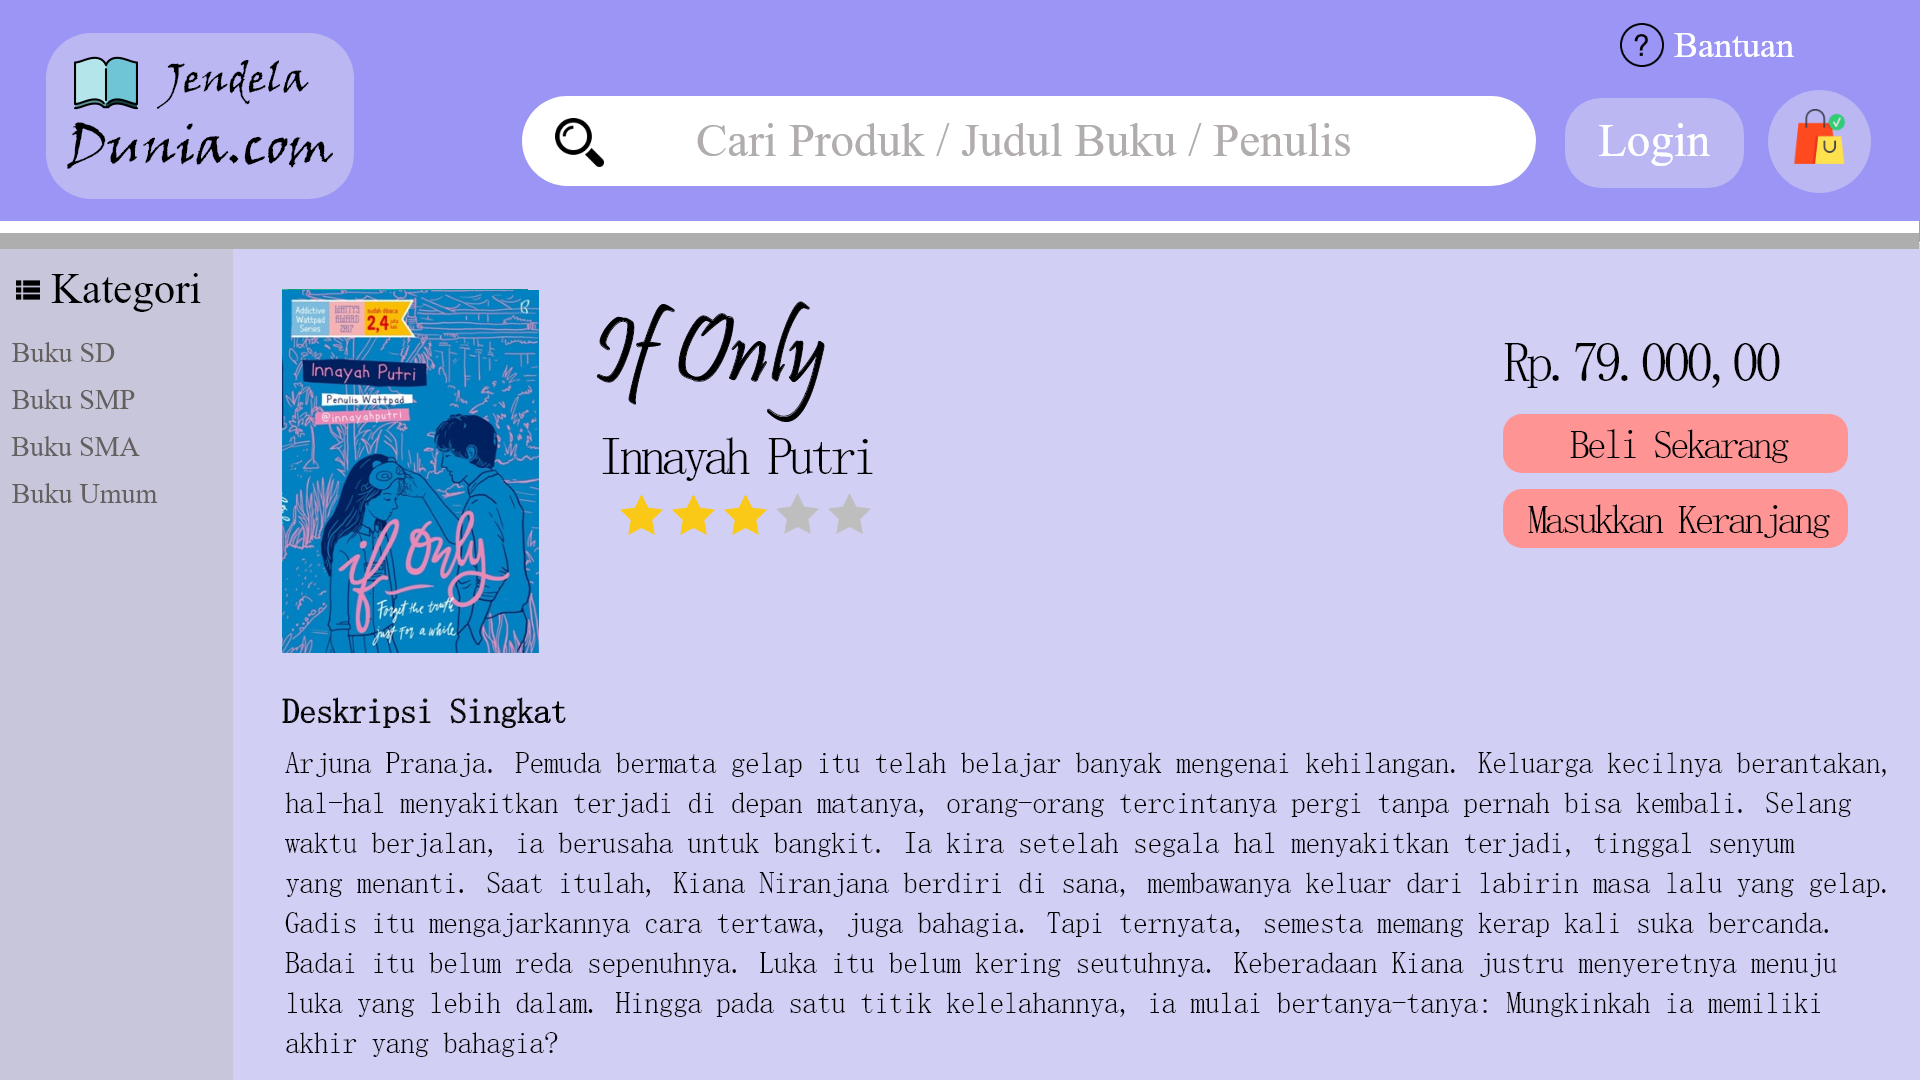 Jendela
Dunia.com
? Bantuan
Cari Produk / Judul Buku / Penulis
Login
Kategori
Buku SD
Buku SMP
Buku SMA
Buku Umum
Addictive
Wattpad
Series
WATTYS
AWARD
2017
sudah dibaca
2,4 juta
kali
Innayah Putri
Penulis Wattpad
@innayahputri
if only
Forget the truth
just for a while
If Only
Innayah Putri
Rp. 79.000,00
Beli Sekarang
Masukkan Keranjang
Deskripsi Singkat
Arjuna Pranaja. Pemuda bermata gelap itu telah belajar banyak mengenai kehilangan. Keluarga kecilnya berantakan,
hal-hal menyakitkan terjadi di depan matanya, orang-orang tercintanya pergi tanpa pernah bisa kembali. Selang
waktu berjalan, ia berusaha untuk bangkit. Ia kira setelah segala hal menyakitkan terjadi, tinggal senyum
yang menanti. Saat itulah, Kiana Niranjana berdiri di sana, membawanya keluar dari labirin masa lalu yang gelap.
Gadis itu mengajarkannya cara tertawa, juga bahagia. Tapi ternyata, semesta memang kerap kali suka bercanda.
Badai itu belum reda sepenuhnya. Luka itu belum kering seutuhnya. Keberadaan Kiana justru menyeretnya menuju
luka yang lebih dalam. Hingga pada satu titik kelelahannya, ia mulai bertanya-tanya: Mungkinkah ia memiliki
akhir yang bahagia?